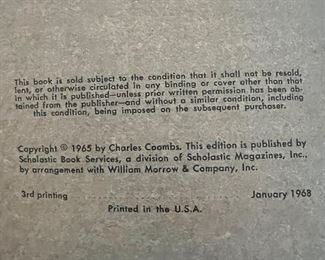 This book is sold subject to the condition that it shall not be resold,
lent, or otherwise circulated in any binding or cover other than that
in which it is published—unless prior written permission has been ob-
tained from the publisher—and without a similar condition, including
this condition, being imposed on the subsequent purchaser.
Copyright © 1965 by Charles Coombs. This edition is published by
Scholastic Book Services, a division of Scholastic Magazines, Inc.,
by arrangement with William Morrow & Company, Inc.
3rd printing ........................................ January 1968
Printed in the U.S.A.